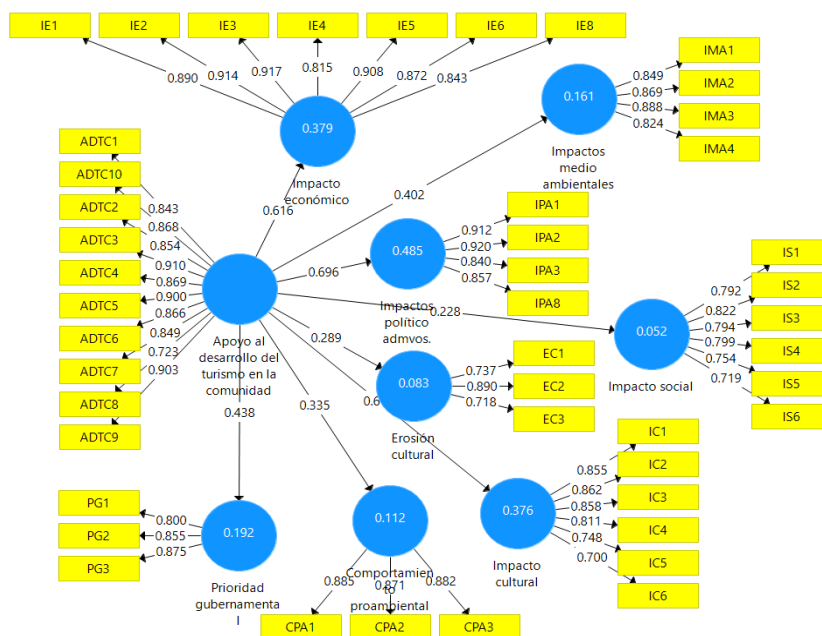 IE1
IE2
IE3
IE4
IE5
IE6
IE8
0.890
0.914
0.917
0.815
0.908
0.872
0.843
0.379
Impacto
económico
0.616
IMA1
IMA2
IMA3
IMA4
0.849
0.869
0.888
0.824
0.161
Impactos
medio
ambientales
0.402
ADTC1
ADTC10
ADTC2
ADTC3
ADTC4
ADTC5
ADTC6
ADTC7
ADTC8
ADTC9
0.843
0.868
0.854
0.910
0.869
0.900
0.866
0.849
0.723
0.903
Apoyo al
desarrollo del
turismo en la
comunidad
IPA1
IPA2
IPA3
IPA8
0.912
0.920
0.840
0.857
0.485
Impactos
político
admvos.
0.696
0.228
IS1
IS2
IS3
IS4
IS5
IS6
0.792
0.822
0.794
0.799
0.754
0.719
0.052
Impacto social
0.289
EC1
EC2
EC3
0.737
0.890
0.718
0.083
Erosión
cultural
0.438
0.335
IC1
IC2
IC3
IC4
IC5
IC6
0.855
0.862
0.858
0.811
0.748
0.700
0.376
Impacto
cultural
PG1
PG2
PG3
0.800
0.855
0.875
0.192
Prioridad
gubernamenta
l
0.112
Comportamien
to
proambiental
0.885
0.871
0.882
CPA1
CPA2
CPA3